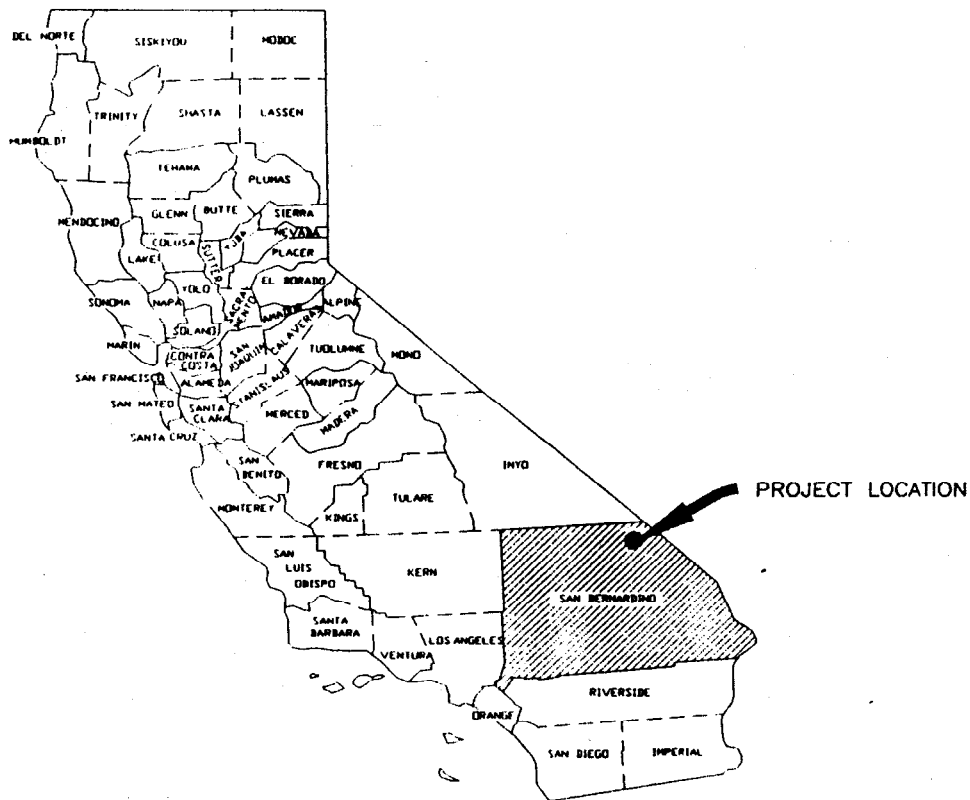 DEL NORTE
SISKIYOU
MODOC
HUMBOLDT
TRINITY
SHASTA
LASSEN
TEHAMA
PLUMAS
MENDOCINO
GLENN
BUTTE
SIERRA
NEVADA
COLUSA
YUBA
LAKE
SUTTER
PLACER
SONOMA
NAPA
YOLO
EL DORADO
SACRA
MENTO
AMADOR
ALPINE
SOLANO
MARIN
CONTRA
COSTA
SAN
JOAQUIN
CALAVERAS
TUOLUMNE
MONO
SAN FRANCISCO
ALAMEDA
STANISLAUS
MARIPOSA
SAN MATEO
SANTA
CLARA
MERCED
MADERA
SANTA CRUZ
SAN
BENITO
FRESNO
INYO
MONTEREY
KINGS
TULARE
PROJECT LOCATION
SAN
LUIS
OBISPO
KERN
SAN BERNARDINO
SANTA
BARBARA
VENTURA
LOS ANGELES
ORANGE
RIVERSIDE
SAN DIEGO
IMPERIAL